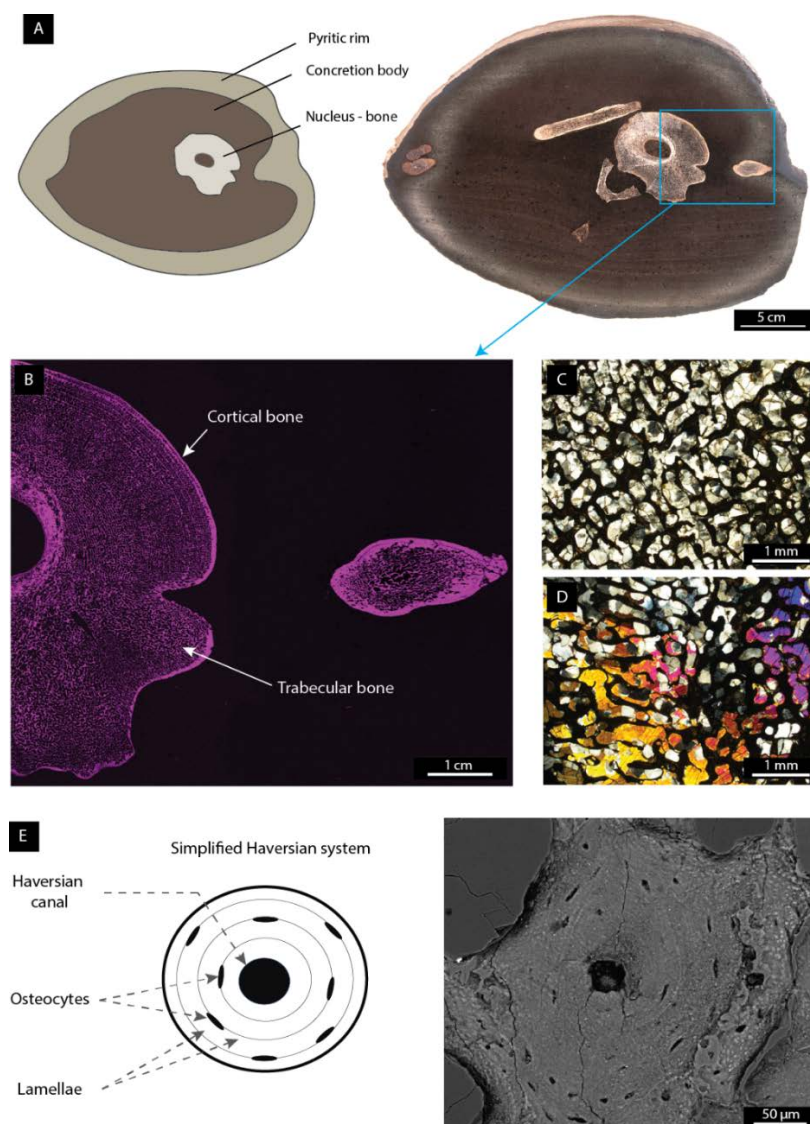 A
Pyritic rim
Concretion body
Nucleus - bone
5 cm
B
Cortical bone
Trabecular bone
1 cm
C
1 mm
D
1 mm
E
Simplified Haversian system
Haversian
canal
Osteocytes
Lamellae
50 µm